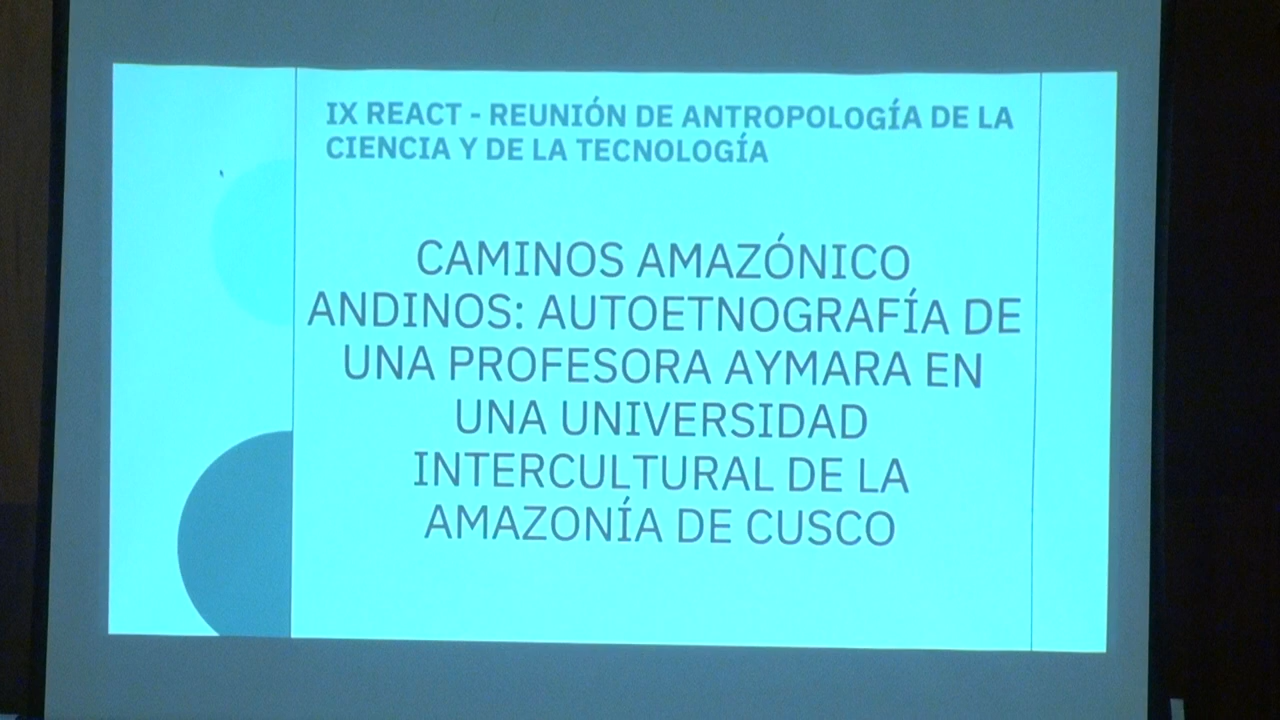 IX REACT - REUNIÓN DE ANTROPOLOGÍA DE LA
CIENCIA Y DE LA TECNOLOGÍA
CAMINOS AMAZÓNICO
ANDINOS: AUTOETNOGRAFÍA DE
UNA PROFESORA AYMARA EN
UNA UNIVERSIDAD
INTERCULTURAL DE LA
AMAZONÍA DE CUSCO